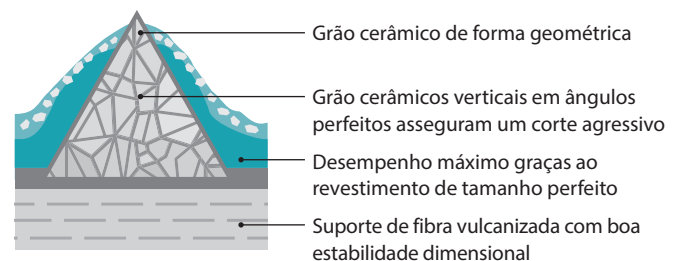 Grão cerâmico de forma geométrica
Grão cerâmicos verticais em ângulos
perfeitos asseguram um corte agressivo
Desempenho máximo graças ao
revestimento de tamanho perfeito
Suporte de fibra vulcanizada com boa
estabilidade dimensional